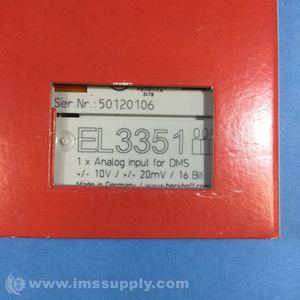 Ser.Nr.: 50120106
EL3351
1 x Analog Input for DMS
+/- 10V / +/- 20mV / 16 Bit
Made in Germany / www.beckhoff.com
© www.imssupply.com